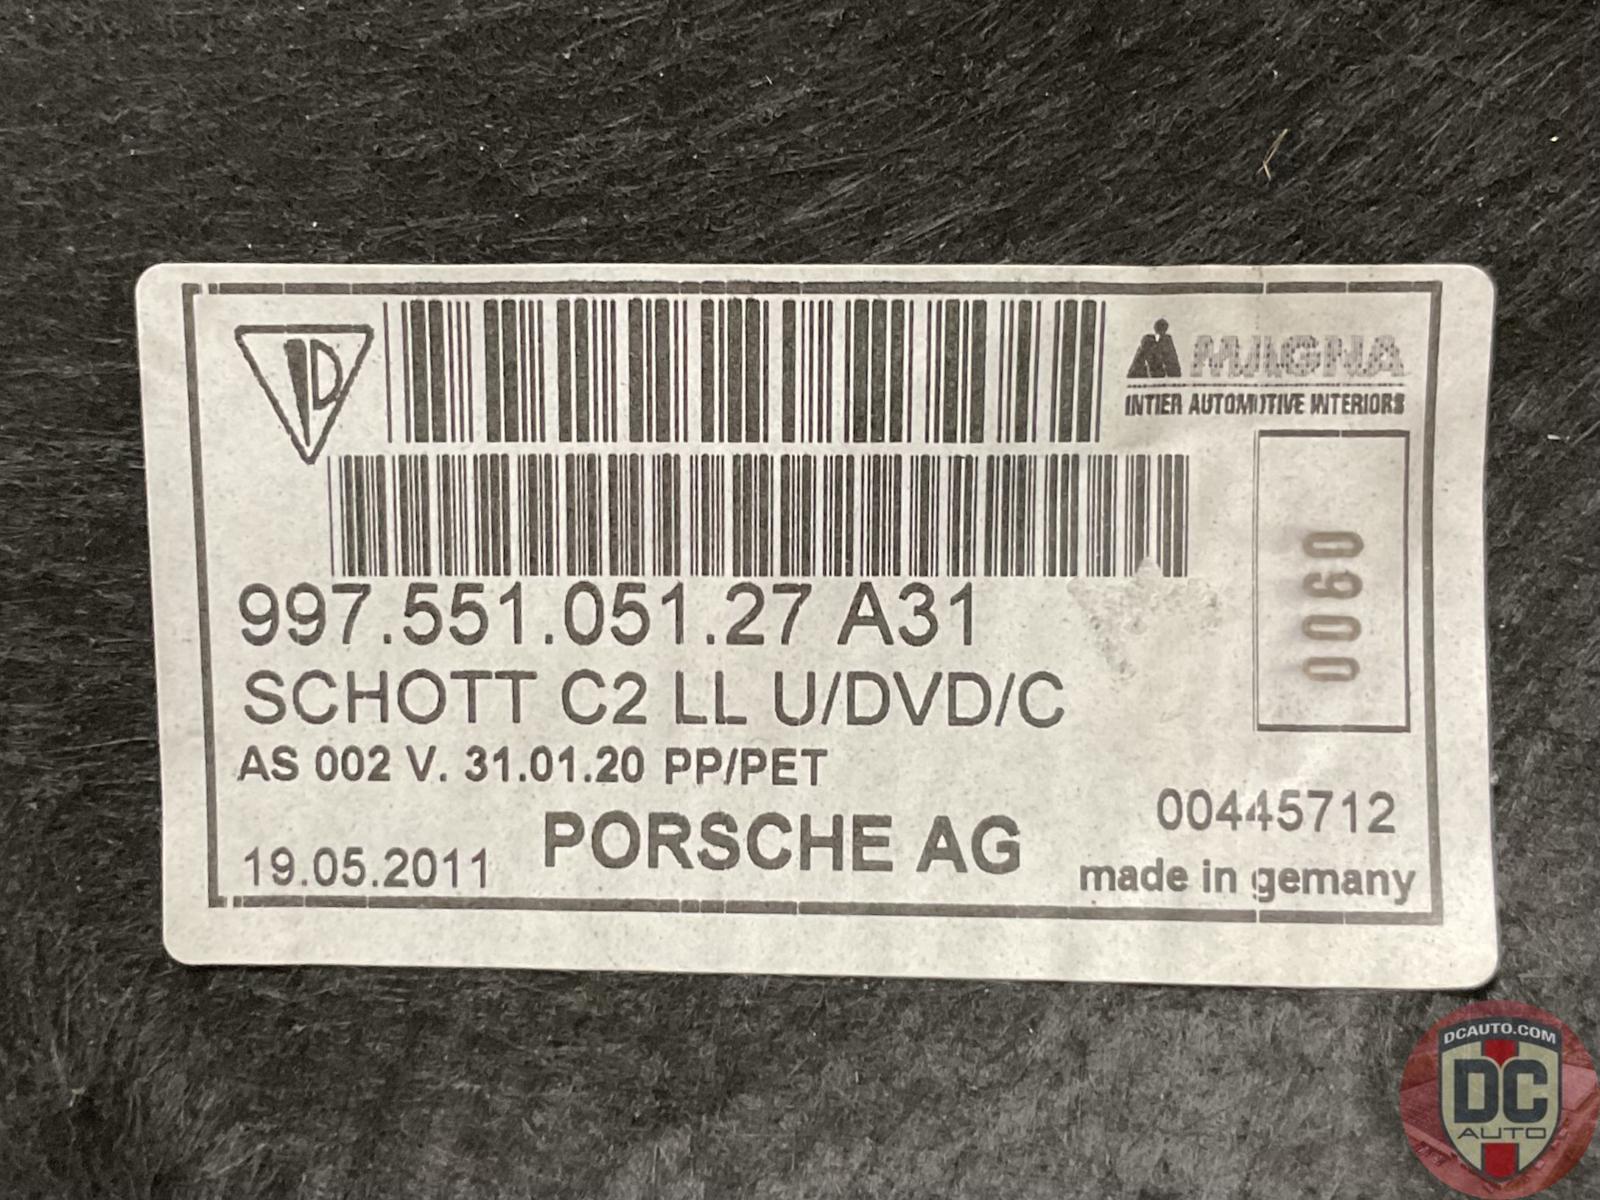 MAGNA
INTIER AUTOMOTIVE INTERIORS
0090
997.551.051.27 A31
SCHOTT C2 LL U/DVD/C
AS 002 V. 31.01.20 PP/PET
00445712
19.05.2011 PORSCHE AG
made in gemany
DCAUTO.COM
DC
AUTO